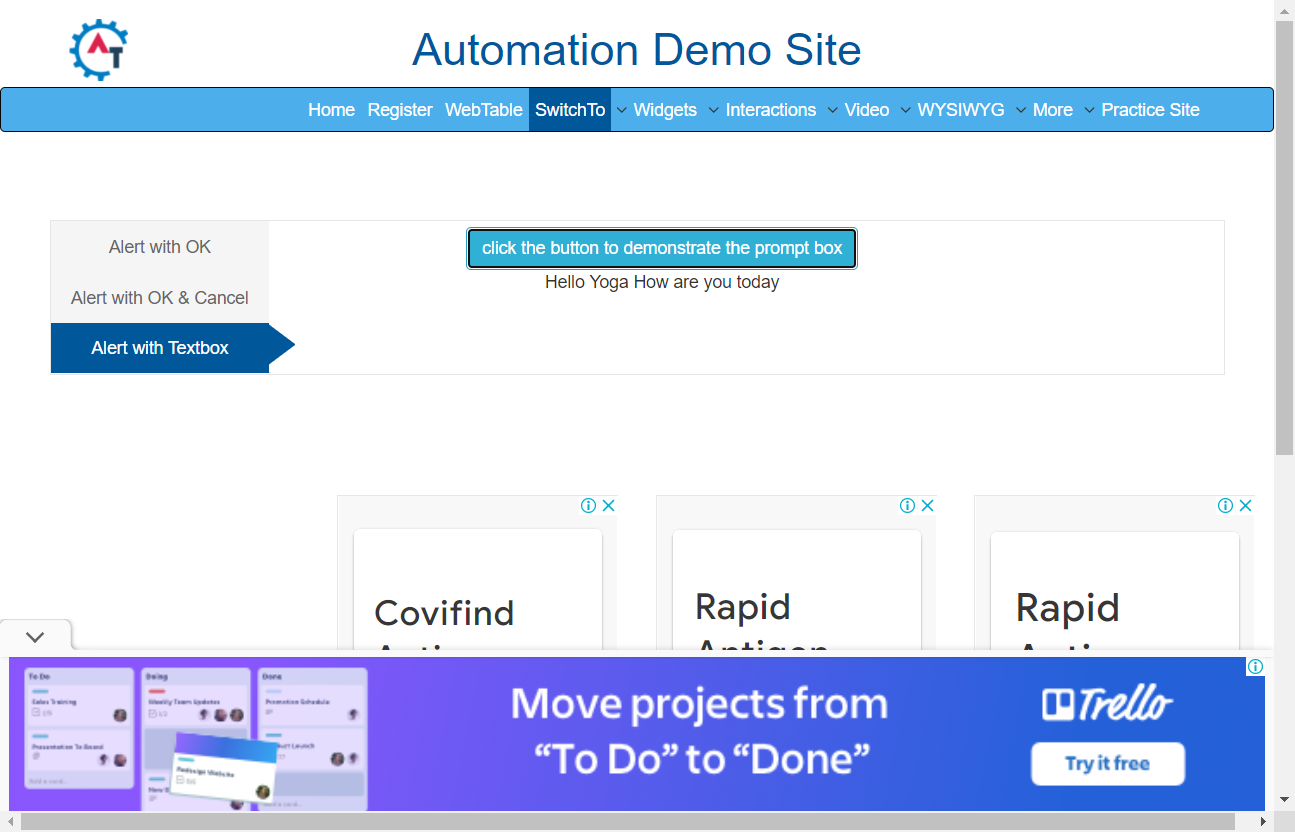 Automation Demo Site
Home Register WebTable SwitchTo Widgets Interactions Video WYSIWYG More Practice Site
Alert with OK
Alert with OK & Cancel
Alert with Textbox
click the button to demonstrate the prompt box
Hello Yoga How are you today
Covifind
Rapid
Antigen
Rapid
To Do
Sales Training
Presentation To Board
Add a card...
Doing
Weekly Team Updates
Redesign Website
Done
Promotion Schedule
Move projects from
“To Do” to “Done”
Trello
Try it free